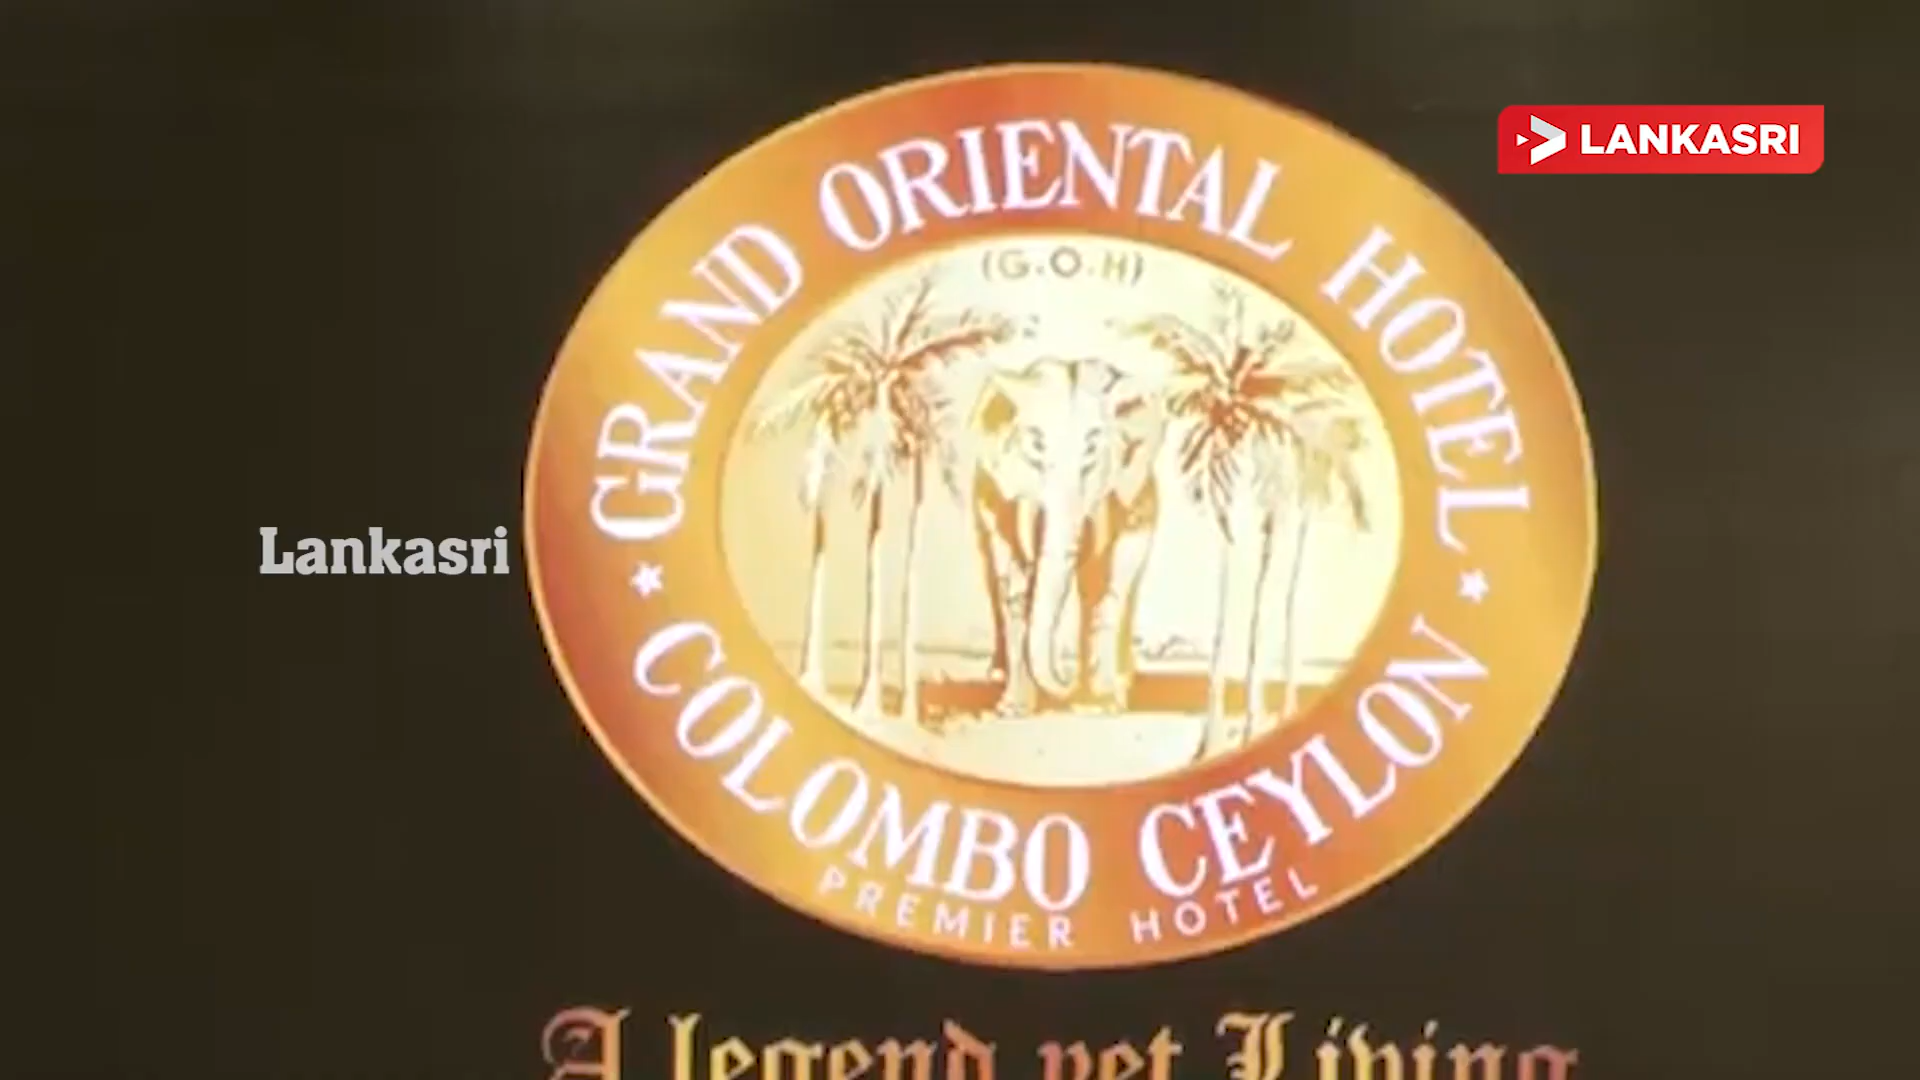 LANKASRI
GRAND ORIENTAL HOTEL
(G.O.H)
Lankasri
COLOMBO CEYLON
PREMIER HOTEL
A legend yet Living